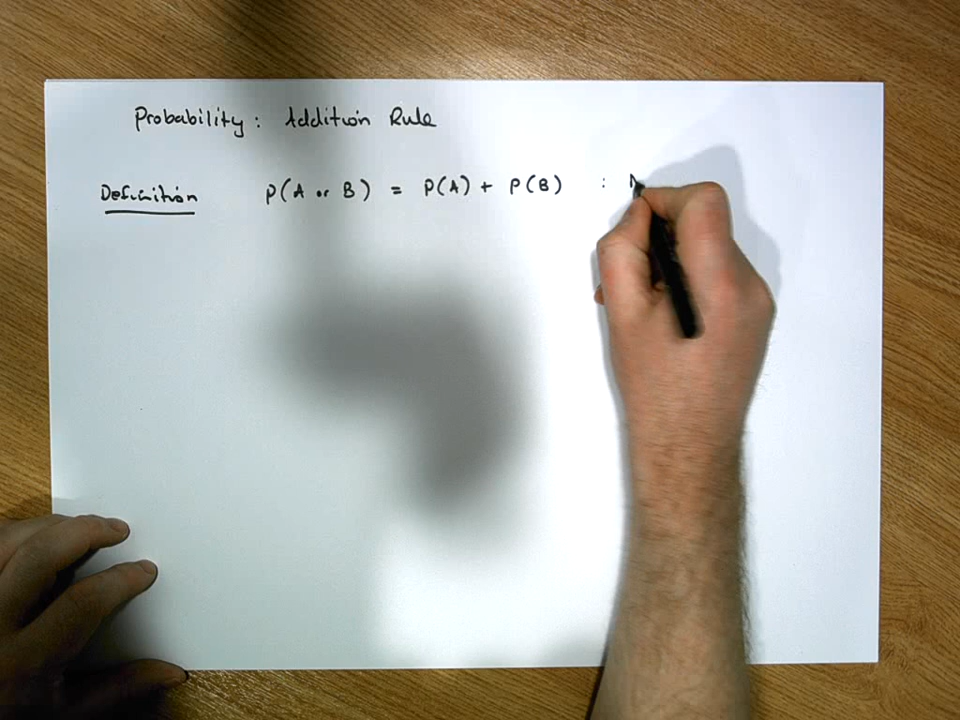 Probability: Addition Rule
Definition P(A or B) = P(A) + P(B) :